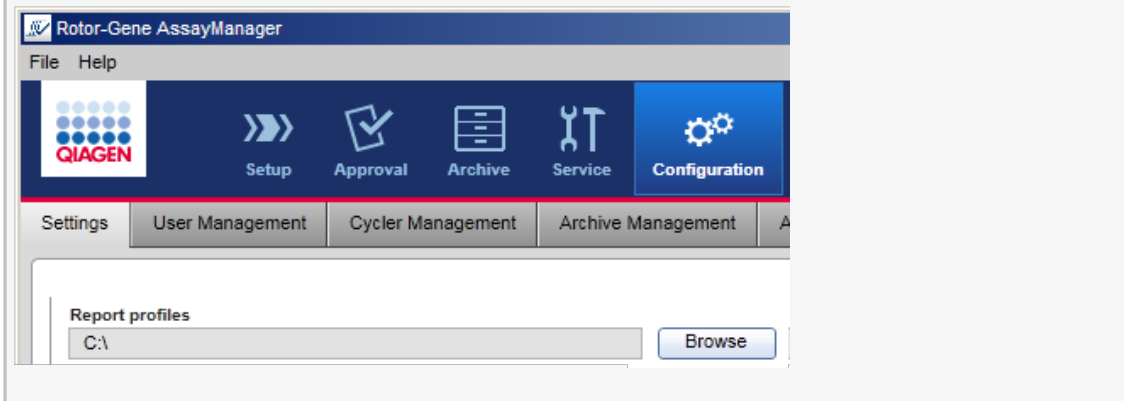 Rotor-Gene AssayManager
File Help
QIAGEN
Setup Approval Archive Service Configuration
Settings User Management Cycler Management Archive Management A
Report profiles
C:\ Browse